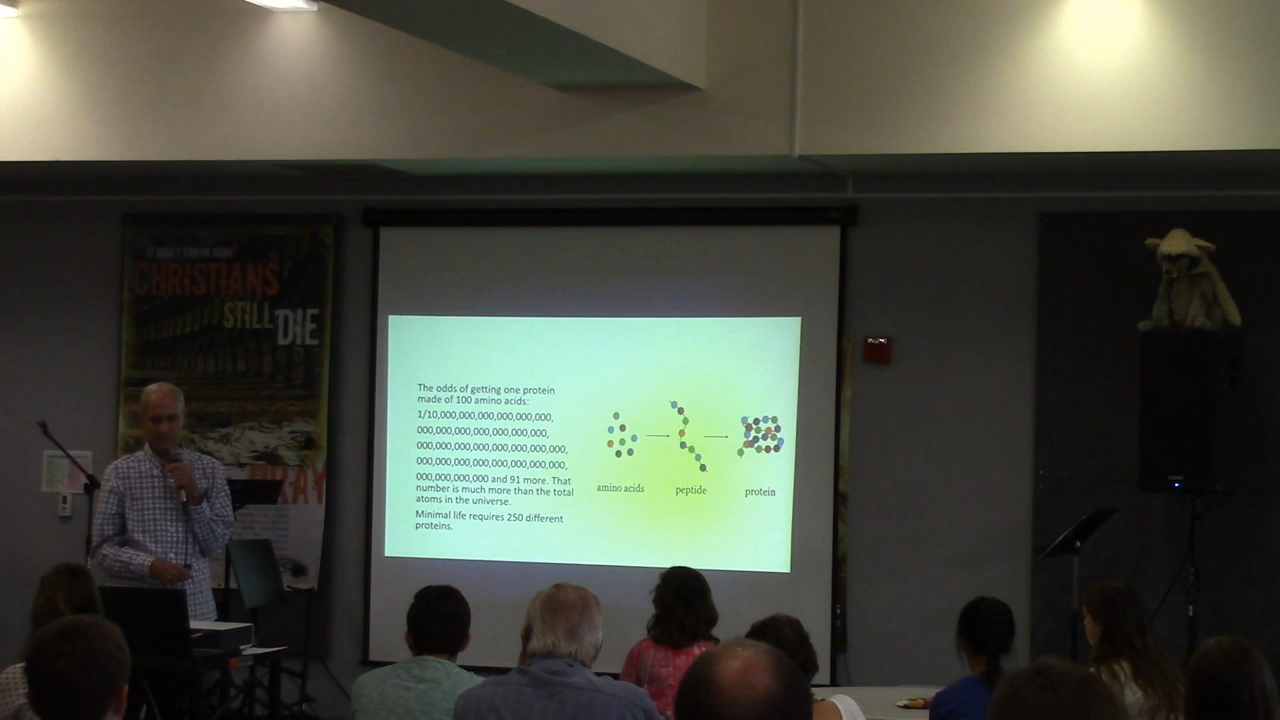 CHRISTIANS
STILL
DIE
PRAY
The odds of getting one protein
made of 100 amino acids:
1/10,000,000,000,000,000,000,
000,000,000,000,000,000,
000,000,000,000,000,000,000,
000,000,000,000,000,000,000,
000,000,000,000 and 91 more. That
number is much more than the total
atoms in the universe.
Minimal life requires 250 different
proteins.
amino acids
peptide
protein